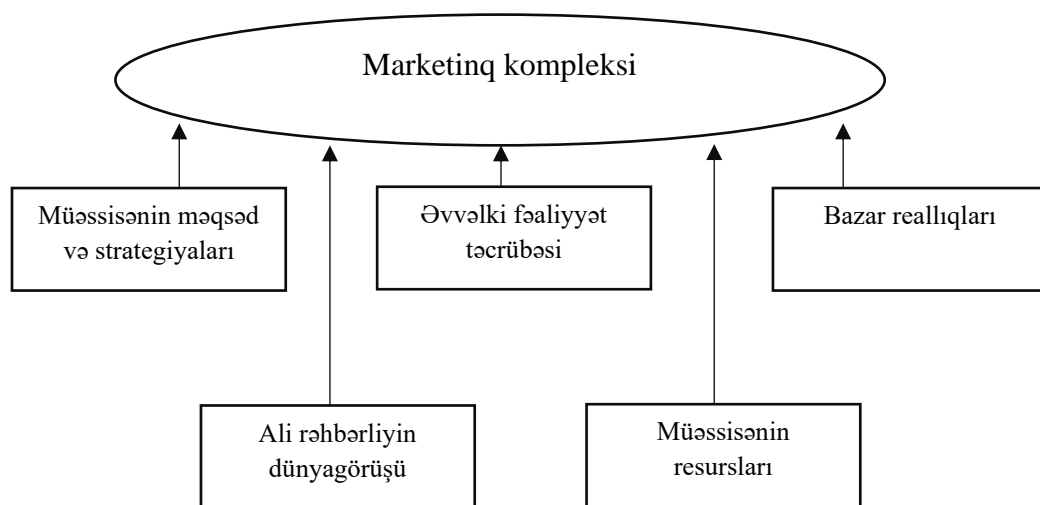 Marketinq kompleksi
Müəssisənin məqsəd
və strategiyaları
Əvvəlki fəaliyyət
təcrübəsi
Bazar reallıqları
Ali rəhbərliyin
dünyagörüşü
Müəssisənin
resursları